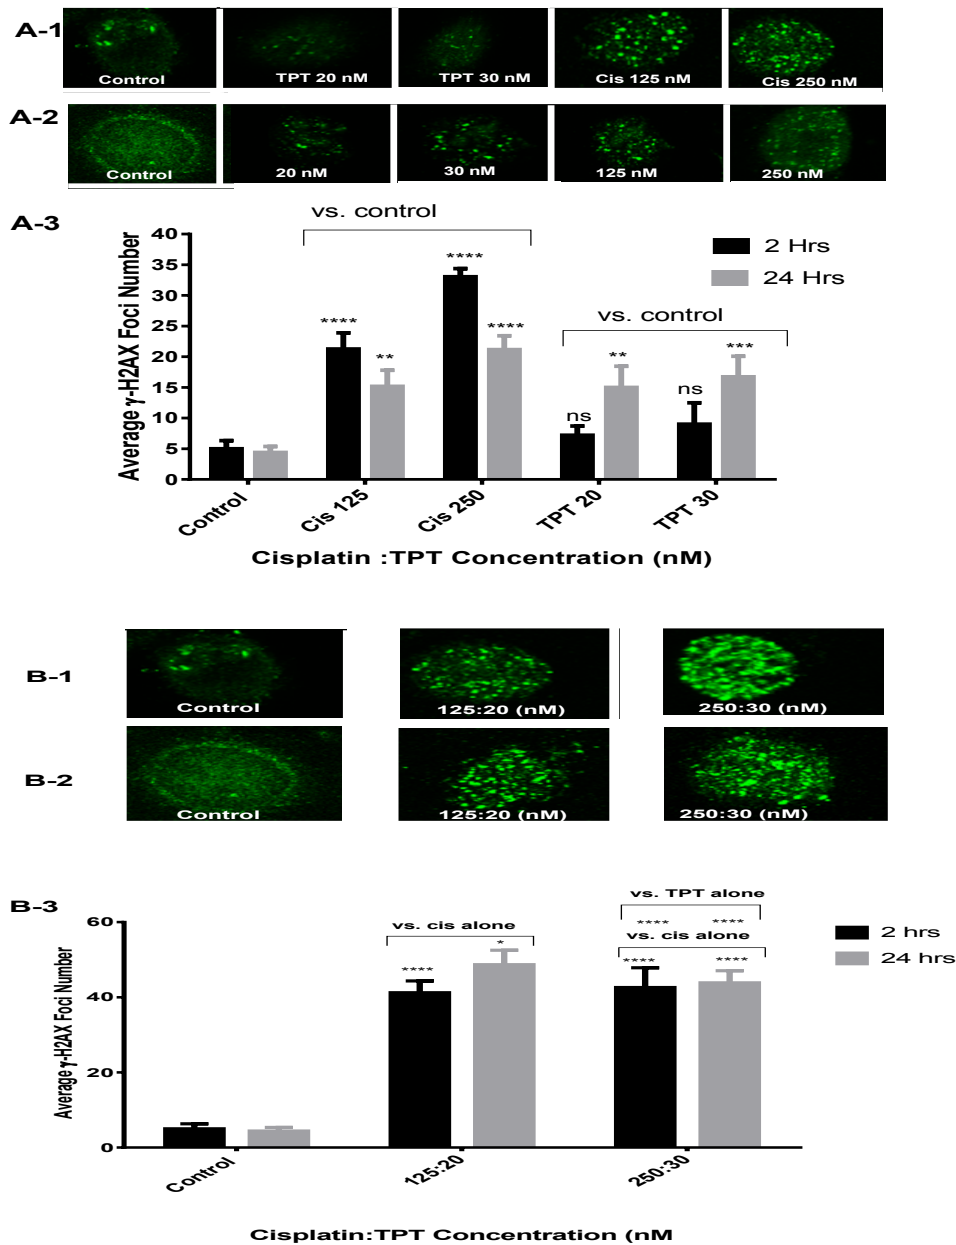 A-1
Control
TPT 20 nM
TPT 30 nM
Cis 125 nM
Cis 250 nM
A-2
Control
20 nM
30 nM
125 nM
250 nM
A-3
vs. control
2 Hrs
24 Hrs
vs. control
Average γ-H2AX Foci Number
40
35
30
25
20
15
10
5
0
****
**
****
****
ns
**
ns
***
Control
Cis 125
Cis 250
TPT 20
TPT 30
Cisplatin :TPT Concentration (nM)
B-1
Control
125:20 (nM)
250:30 (nM)
B-2
Control
125:20 (nM)
250:30 (nM)
B-3
vs. TPT alone
**** ****
vs. cis alone
vs. cis alone
2 hrs
24 hrs
Average γ-H2AX Foci Number
60
40
20
0
****
*
****
****
Control
125:20
250:30
Cisplatin:TPT Concentration (nM